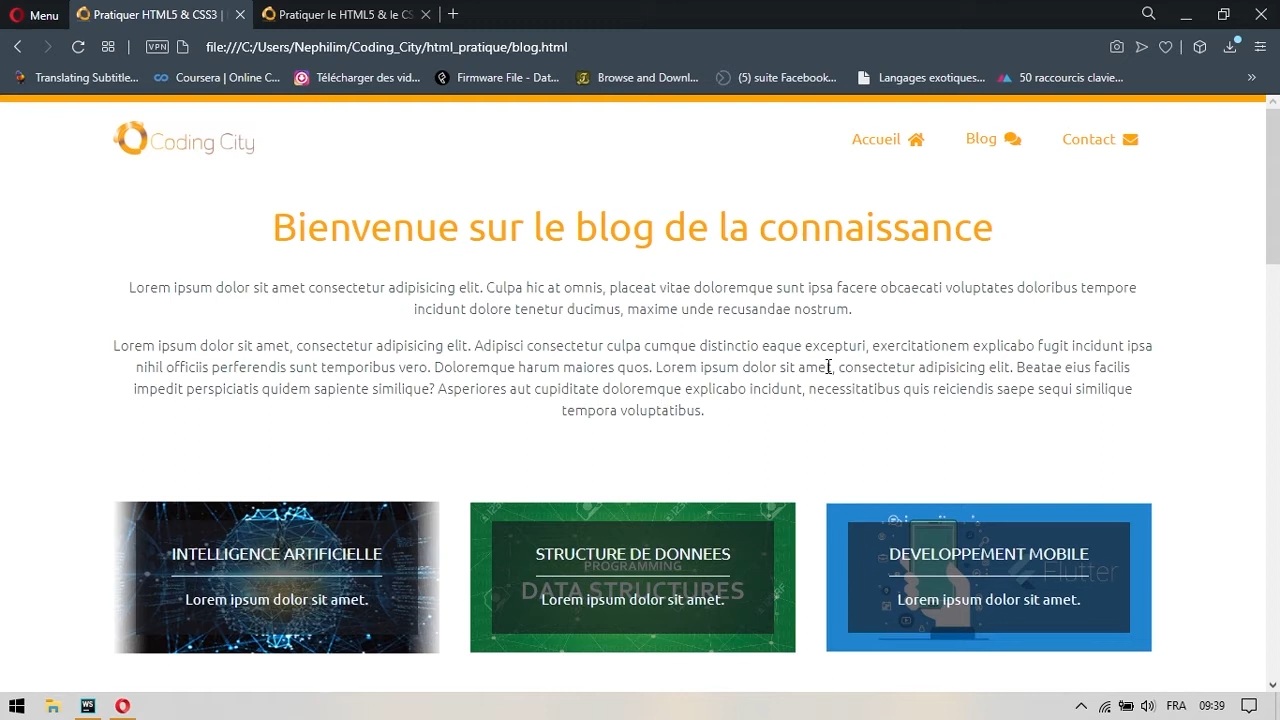 Menu
Pratiquer HTML5 & CSS3 |
Pratiquer le HTML5 & le CS
VPN
file:///C:/Users/Nephilim/Coding_City/html_pratique/blog.html
Translating Subtitle...
Coursera | Online C...
Télécharger des vid...
Firmware File - Dat...
Browse and Downl...
(5) suite Facebook...
Langages exotiques...
50 raccourcis clavie...
Coding City
Accueil
Blog
Contact
Bienvenue sur le blog de la connaissance
Lorem ipsum dolor sit amet consectetur adipisicing elit. Culpa hic at omnis, placeat vitae doloremque sunt ipsa facere obcaecati voluptates doloribus tempore
incidunt dolore tenetur ducimus, maxime unde recusandae nostrum.
Lorem ipsum dolor sit amet, consectetur adipisicing elit. Adipisci consectetur culpa cumque distinctio eaque excepturi, exercitationem explicabo fugit incidunt ipsa
nihil officiis perferendis sunt temporibus vero. Doloremque harum maiores quos. Lorem ipsum dolor sit amet, consectetur adipisicing elit. Beatae eius facilis
impedit perspiciatis quidem sapiente similique? Asperiores aut cupiditate doloremque explicabo incidunt, necessitatibus quis reiciendis saepe sequi similique
tempora voluptatibus.
INTELLIGENCE ARTIFICIELLE
Lorem ipsum dolor sit amet.
STRUCTURE DE DONNEES
PROGRAMMING
DATA STRUCTURES
Lorem ipsum dolor sit amet.
DEVELOPPEMENT MOBILE
Flutter
Lorem ipsum dolor sit amet.
WS
FRA
09:39